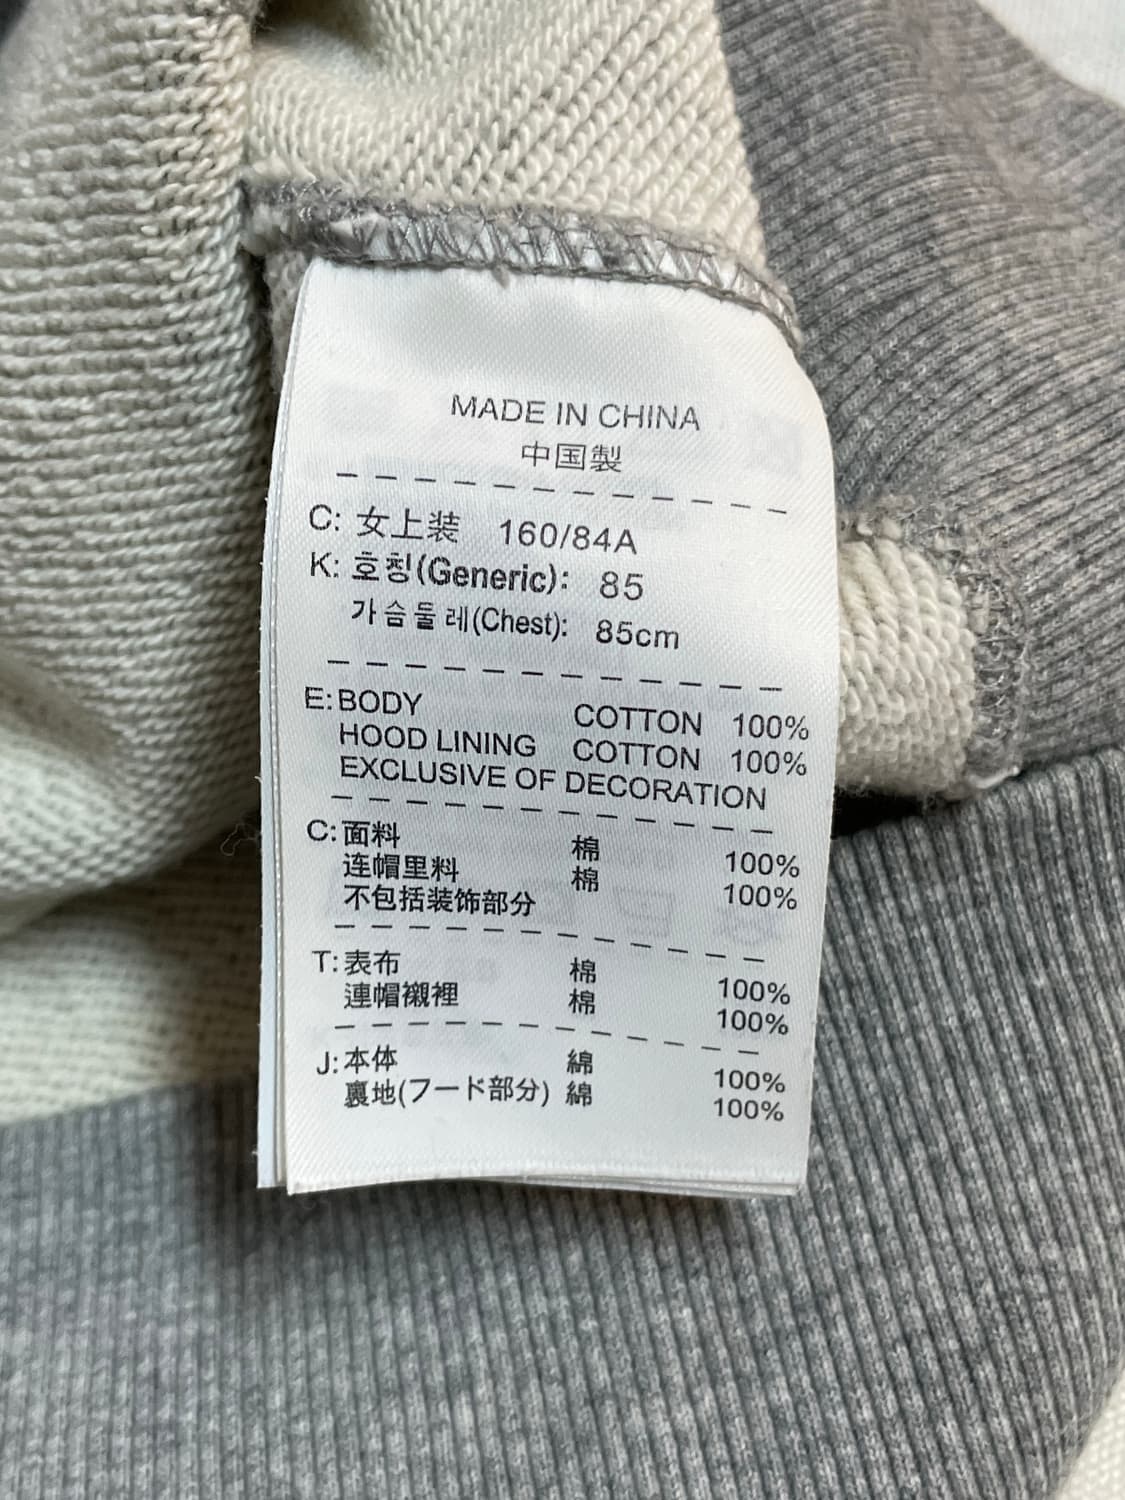 MADE IN CHINA
中国製
C: 女上装 160/84A
K: 호칭(Generic): 85
가슴둘레(Chest): 85cm
E: BODY COTTON 100%
HOOD LINING COTTON 100%
EXCLUSIVE OF DECORATION
C: 面料 棉 100%
连帽里料 棉 100%
不包括装饰部分
T: 表布 棉 100%
連帽襯裡 棉 100%
J: 本体 綿 100%
裏地(フード部分) 綿 100%